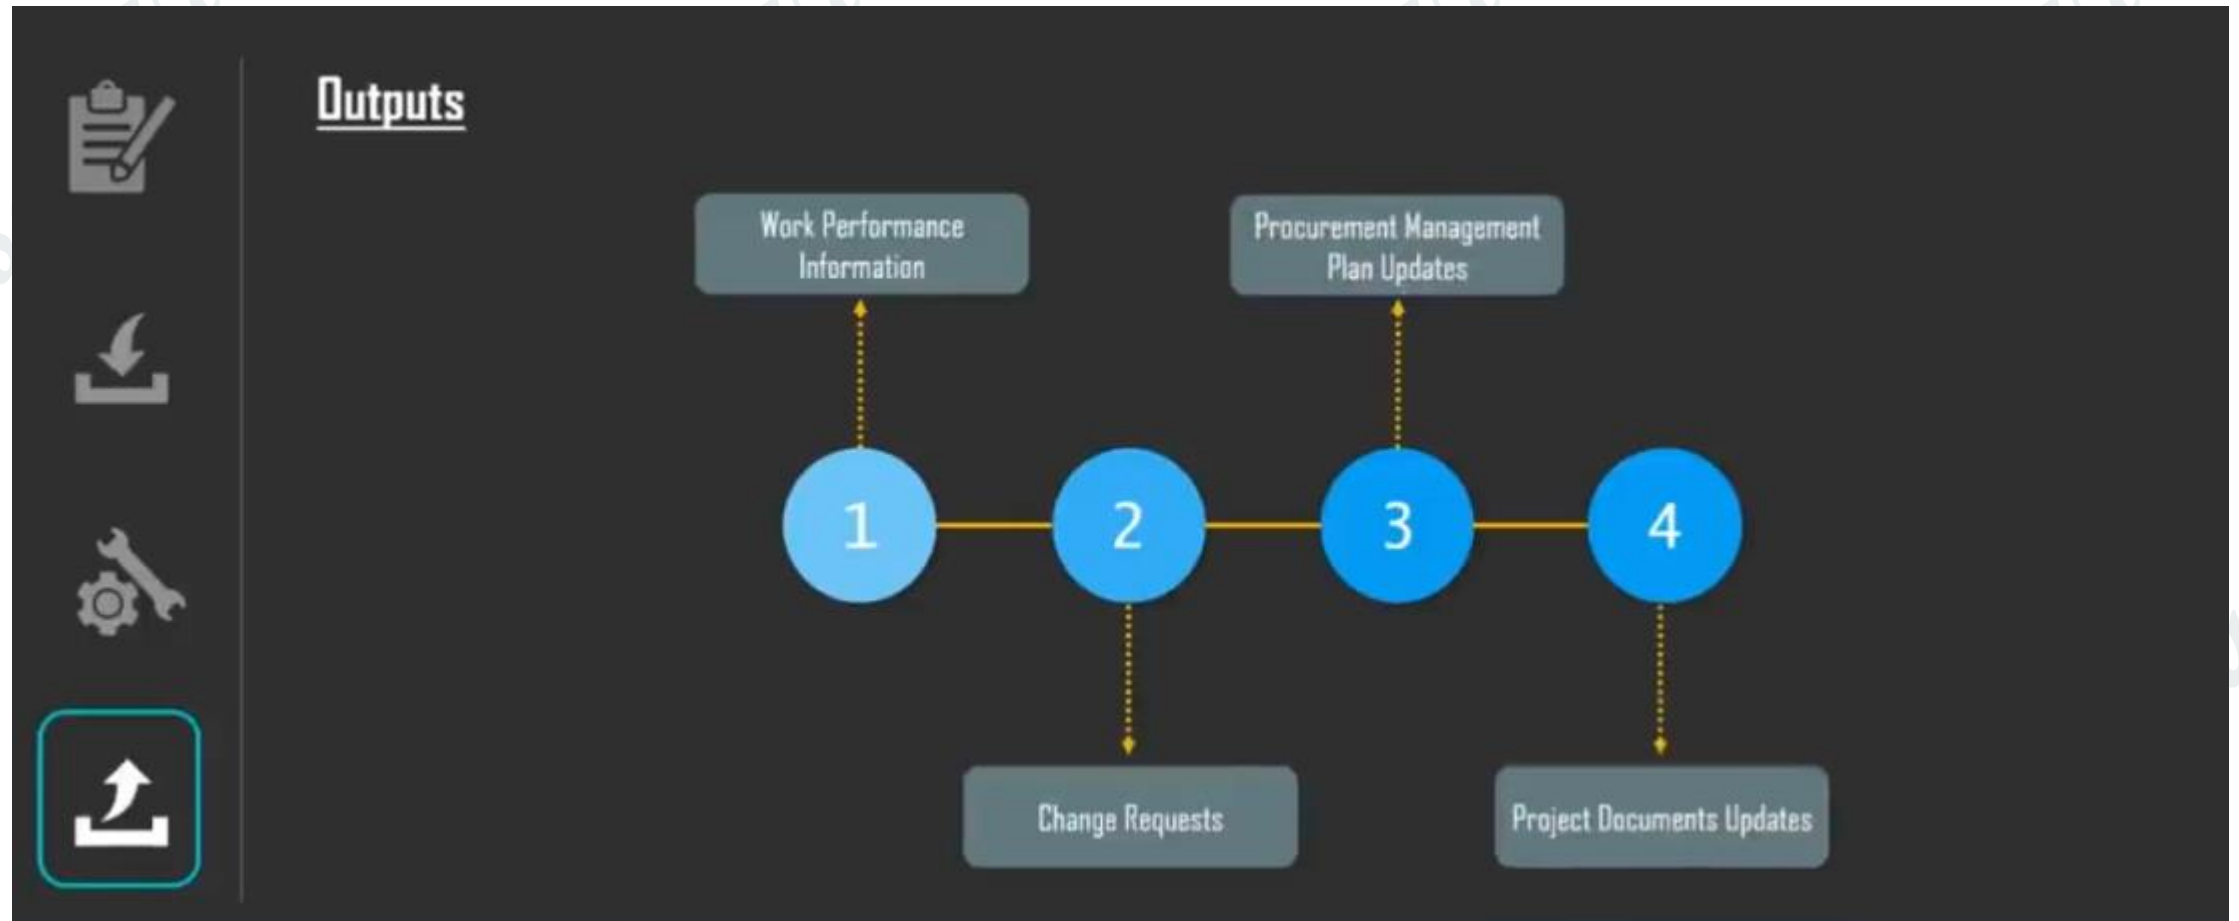 Outputs
Work Performance
Information
Procurement Management
Plan Updates
1
2
3
4
Change Requests
Project Documents Updates